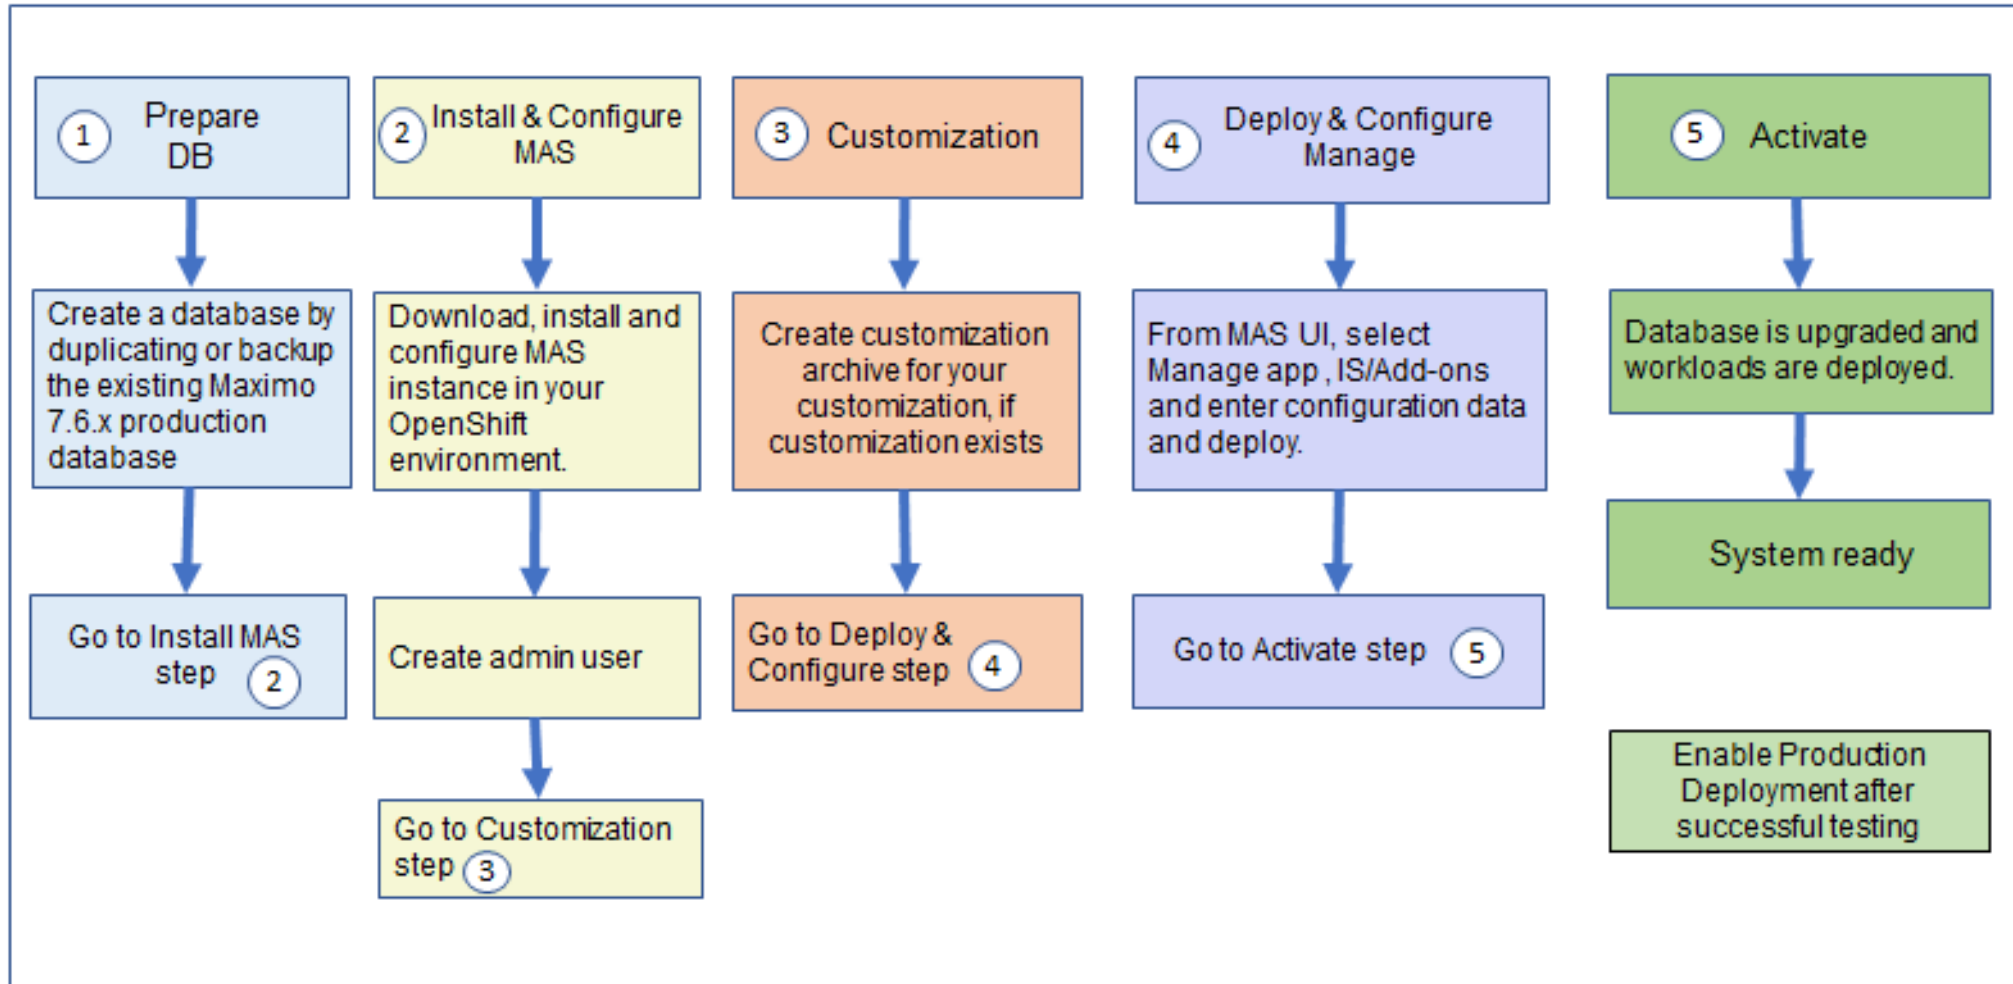 1
Prepare
DB
Create a database by
duplicating or backup
the existing Maximo
7.6.x production
database
Go to Install MAS
step 2
2
Install & Configure
MAS
Download, install and
configure MAS
instance in your
OpenShift
environment.
Create admin user
Go to Customization
step 3
3 Customization
Create customization
archive for your
customization, if
customization exists
Go to Deploy &
Configure step 4
4
Deploy & Configure
Manage
From MAS UI, select
Manage app , IS/Add-ons
and enter configuration data
and deploy.
Go to Activate step 5
5 Activate
Database is upgraded and
workloads are deployed.
System ready
Enable Production
Deployment after
successful testing